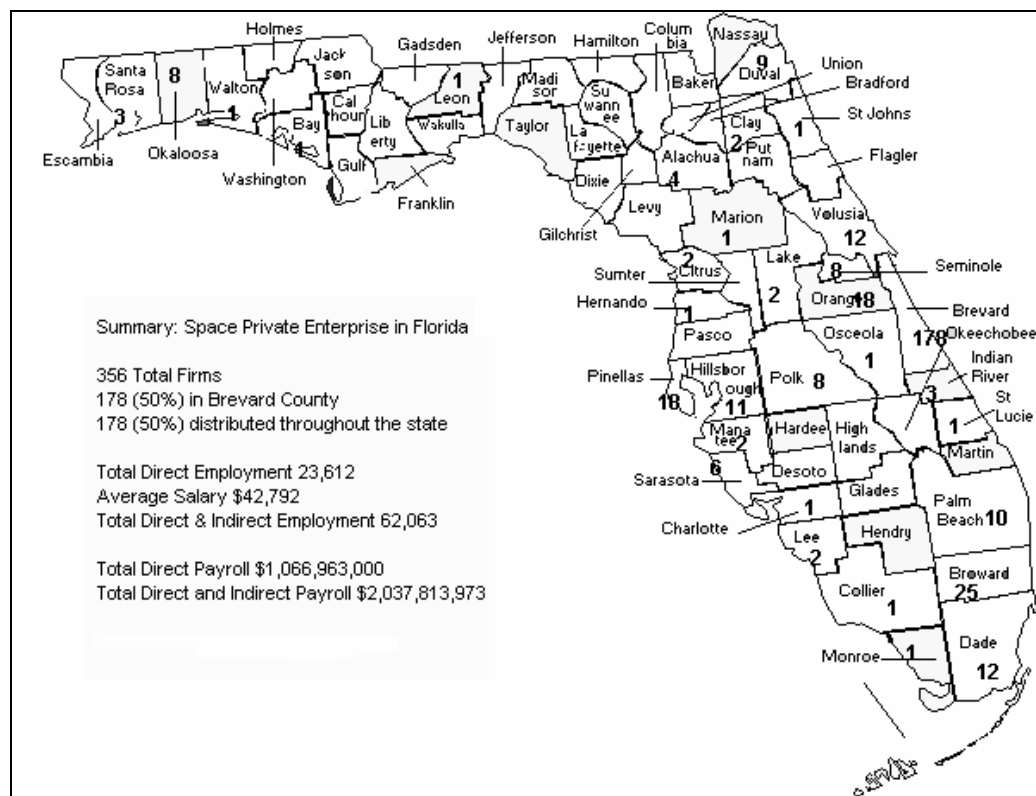 Holmes
Gadsden
Jefferson
Hamilton
Colum
bia
Nassau
Jack
son
Santa
Rosa
8
Walton
1
Leon
Madi
sor
Su
wann
ee
Baker
9
Duval
Union
Bradford
3
1
Cal
hour
Lib
erty
Wakulla
Taylor
La
fayette
Clay
2
Put
nam
1
St Johns
Escambia
Okaloosa
Bay
4
Gulf
Washington
Franklin
Dixie
Alachua
4
Flagler
Gilchrist
Levy
Marion
1
Volusia
12
Sumter
2
Citrus
Lake
2
8
Seminole
Hernando
1
Orange
18
Brevard
178
Okeechobee
Pasco
Osceola
1
Indian
River
Pinellas
18
Hillsbor
ough
11
Polk
8
3
St
Lucie
1
Mana
tee
2
Hardee
High
lands
Martin
Sarasota
6
Desoto
Charlotte
1
Glades
Palm
Beach
10
Lee
2
Hendry
Collier
1
Broward
25
Monroe
1
Dade
12
Summary: Space Private Enterprise in Florida
356 Total Firms
178 (50%) in Brevard County
178 (50%) distributed throughout the state
Total Direct Employment 23,612
Average Salary $42,792
Total Direct & Indirect Employment 62,063
Total Direct Payroll $1,066,963,000
Total Direct and Indirect Payroll $2,037,813,973